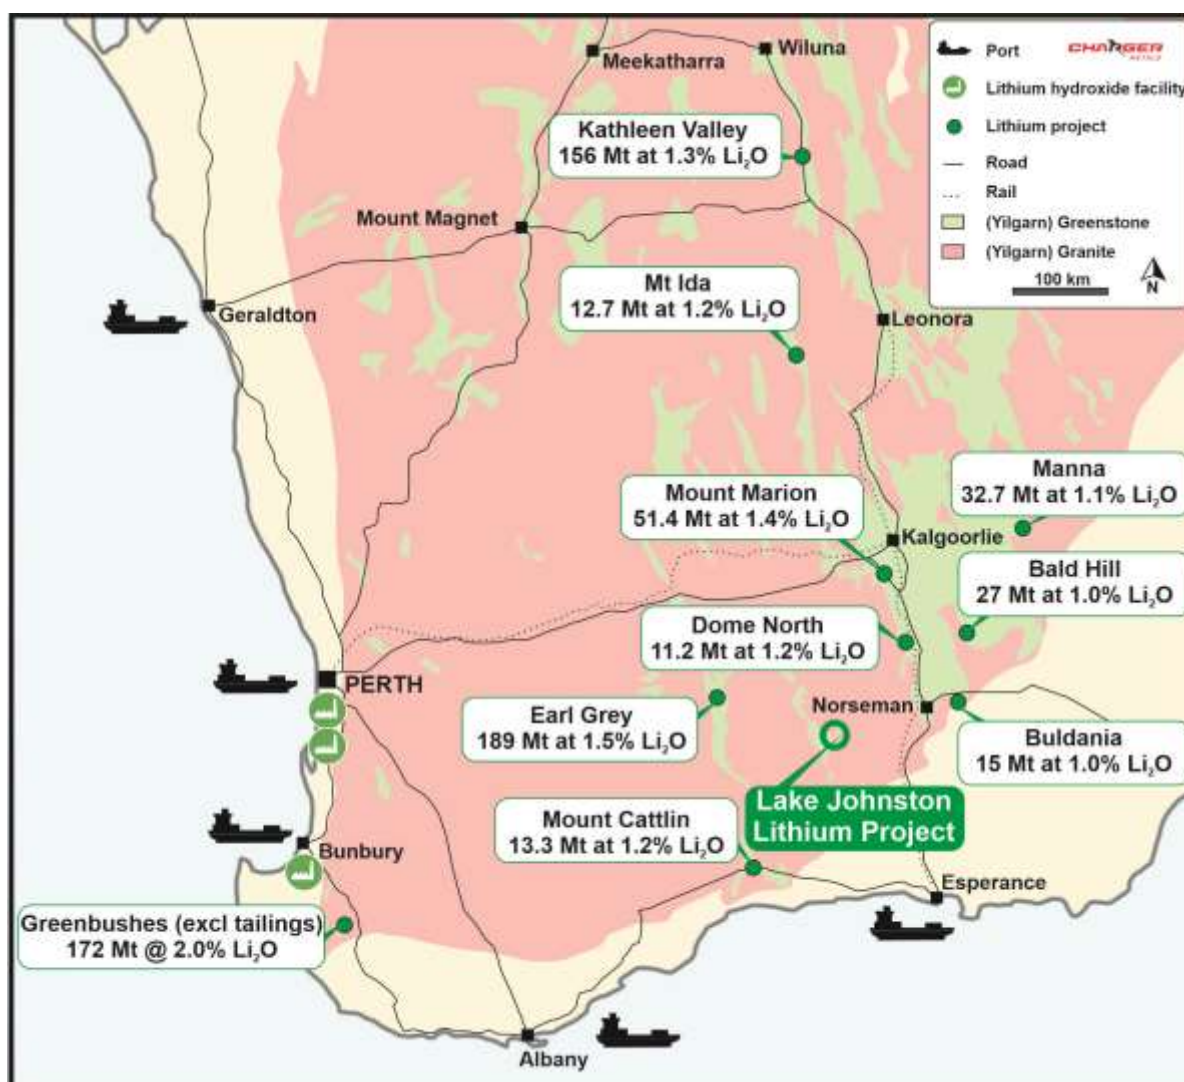 Meekatharra
Wiluna
Port
CHARGER
METALS
Lithium hydroxide facility
Lithium project
Road
Rail
(Yilgarn) Greenstone
(Yilgarn) Granite
100 km
N
Kathleen Valley
156 Mt at 1.3% Li₂O
Mount Magnet
Mt Ida
12.7 Mt at 1.2% Li₂O
Geraldton
Leonora
Manna
32.7 Mt at 1.1% Li₂O
Mount Marion
51.4 Mt at 1.4% Li₂O
Kalgoorlie
Bald Hill
27 Mt at 1.0% Li₂O
Dome North
11.2 Mt at 1.2% Li₂O
PERTH
Norseman
Earl Grey
189 Mt at 1.5% Li₂O
Buldania
15 Mt at 1.0% Li₂O
Lake Johnston
Lithium Project
Mount Cattlin
13.3 Mt at 1.2% Li₂O
Bunbury
Esperance
Greenbushes (excl tailings)
172 Mt @ 2.0% Li₂O
Albany